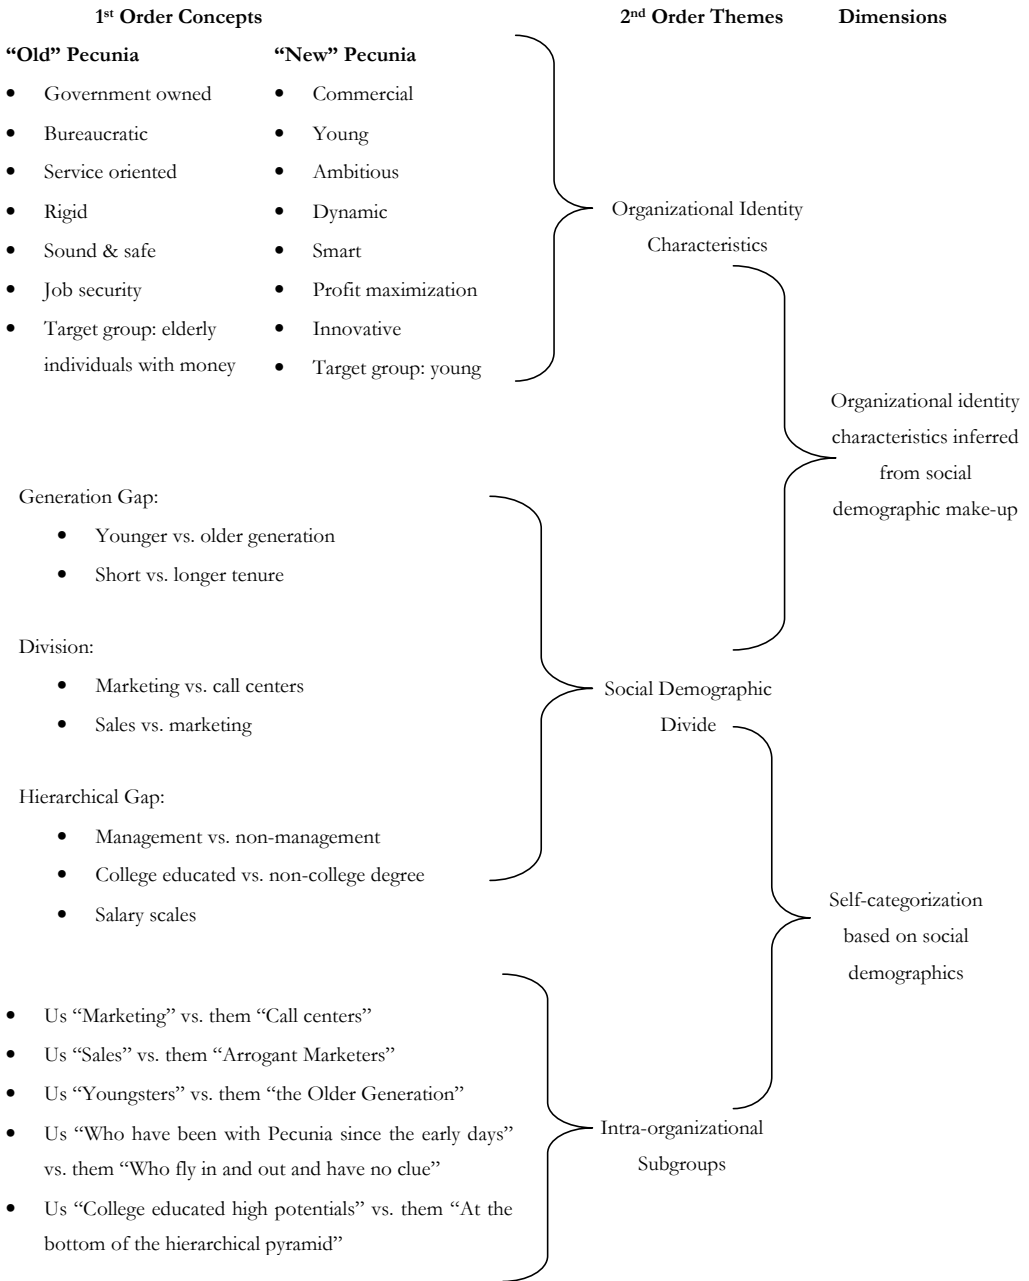 1st Order Concepts
2nd Order Themes
Dimensions
“Old” Pecunia
“New” Pecunia
• Government owned
• Bureaucratic
• Service oriented
• Rigid
• Sound & safe
• Job security
• Target group: elderly
individuals with money
• Commercial
• Young
• Ambitious
• Dynamic
• Smart
• Profit maximization
• Innovative
• Target group: young
Organizational Identity
Characteristics
Organizational identity
characteristics inferred
from social
demographic make-up
Generation Gap:
• Younger vs. older generation
• Short vs. longer tenure
Division:
• Marketing vs. call centers
• Sales vs. marketing
Hierarchical Gap:
• Management vs. non-management
• College educated vs. non-college degree
• Salary scales
Social Demographic
Divide
Self-categorization
based on social
demographics
• Us “Marketing” vs. them “Call centers”
• Us “Sales” vs. them “Arrogant Marketers”
• Us “Youngsters” vs. them “the Older Generation”
• Us “Who have been with Pecunia since the early days”
vs. them “Who fly in and out and have no clue”
• Us “College educated high potentials” vs. them “At the
bottom of the hierarchical pyramid”
Intra-organizational
Subgroups